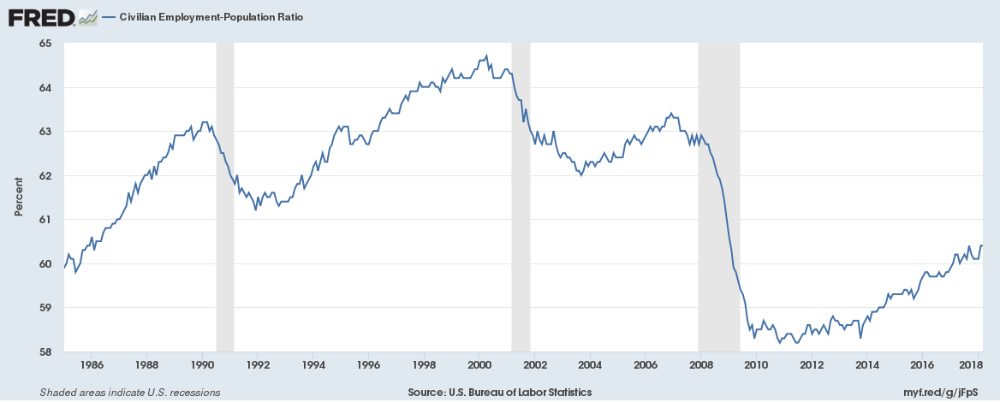 FRED
Civilian Employment-Population Ratio
65
64
63
62
61
60
59
58
Percent
1986 1988 1990 1992 1994 1996 1998 2000 2002 2004 2006 2008 2010 2012 2014 2016 2018
Shaded areas indicate U.S. recessions
Source: U.S. Bureau of Labor Statistics
myf.red/g/jFpS